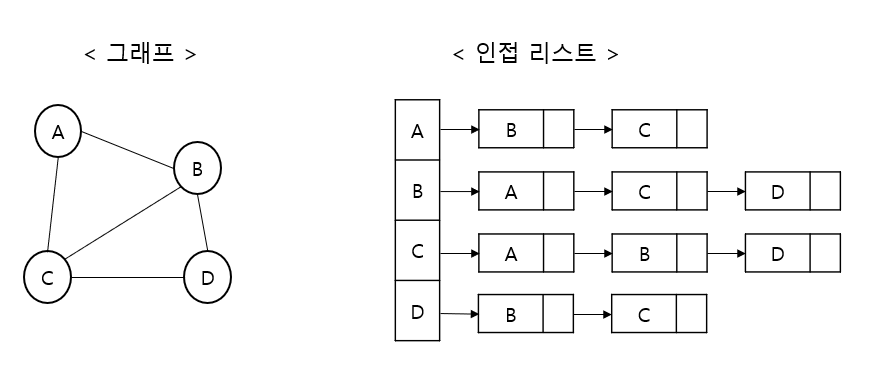 < 그래프 >
< 인접 리스트 >
A
B
C
D
A B C
B A C D
C A B D
D B C